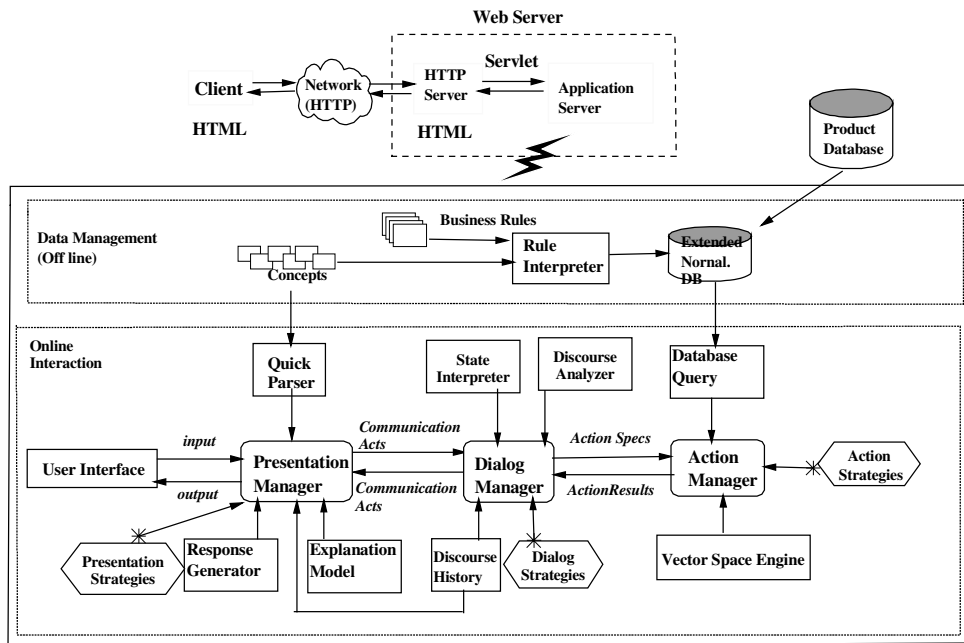 Web Server
Client
HTML
Network
(HTTP)
HTTP
Server
HTML
Servlet
Application
Server
Product
Database
Data Management
(Off line)
Concepts
Business Rules
Rule
Interpreter
Extended
Nornal.
DB
Online
Interaction
Quick
Parser
State
Interpreter
Discourse
Analyzer
Database
Query
User Interface
input
output
Presentation
Manager
Communication
Acts
Communication
Acts
Dialog
Manager
Action Specs
ActionResults
Action
Manager
Action
Strategies
Presentation
Strategies
Response
Generator
Explanation
Model
Discourse
History
Dialog
Strategies
Vector Space Engine